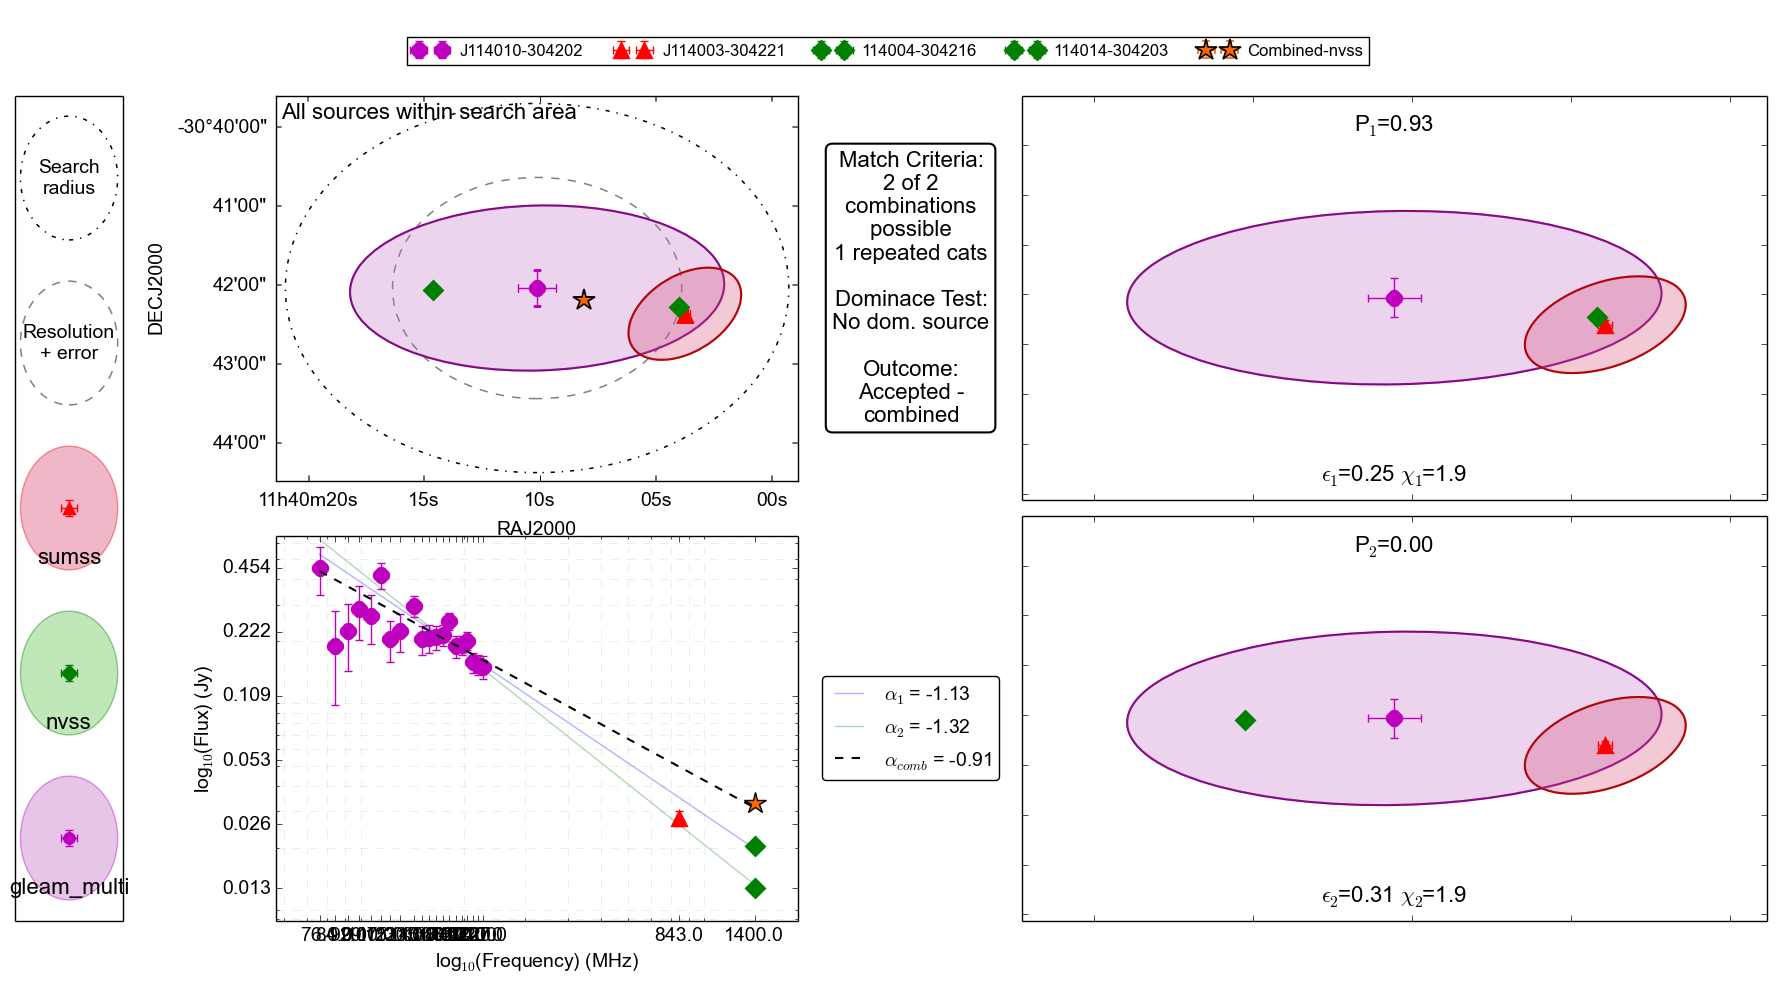 J114010-304202 J114003-304221 114004-304216 114014-304203 Combined-nvss
Search
radius
Resolution
+ error
sumss
nvss
gleam_multi
All sources within search area
DECJ2000
-30°40'00"
41'00"
42'00"
43'00"
44'00"
11h40m20s 15s 10s 05s 00s
RAJ2000
Match Criteria:
2 of 2
combinations
possible
1 repeated cats
Dominace Test:
No dom. source
Outcome:
Accepted -
combined
P1=0.93
ϵ1=0.25 χ1=1.9
log10(Flux) (Jy)
0.454
0.222
0.109
0.053
0.026
0.013
843.0 1400.0
log10(Frequency) (MHz)
α1 = -1.13
α2 = -1.32
αcomb = -0.91
P2=0.00
ϵ2=0.31 χ2=1.9